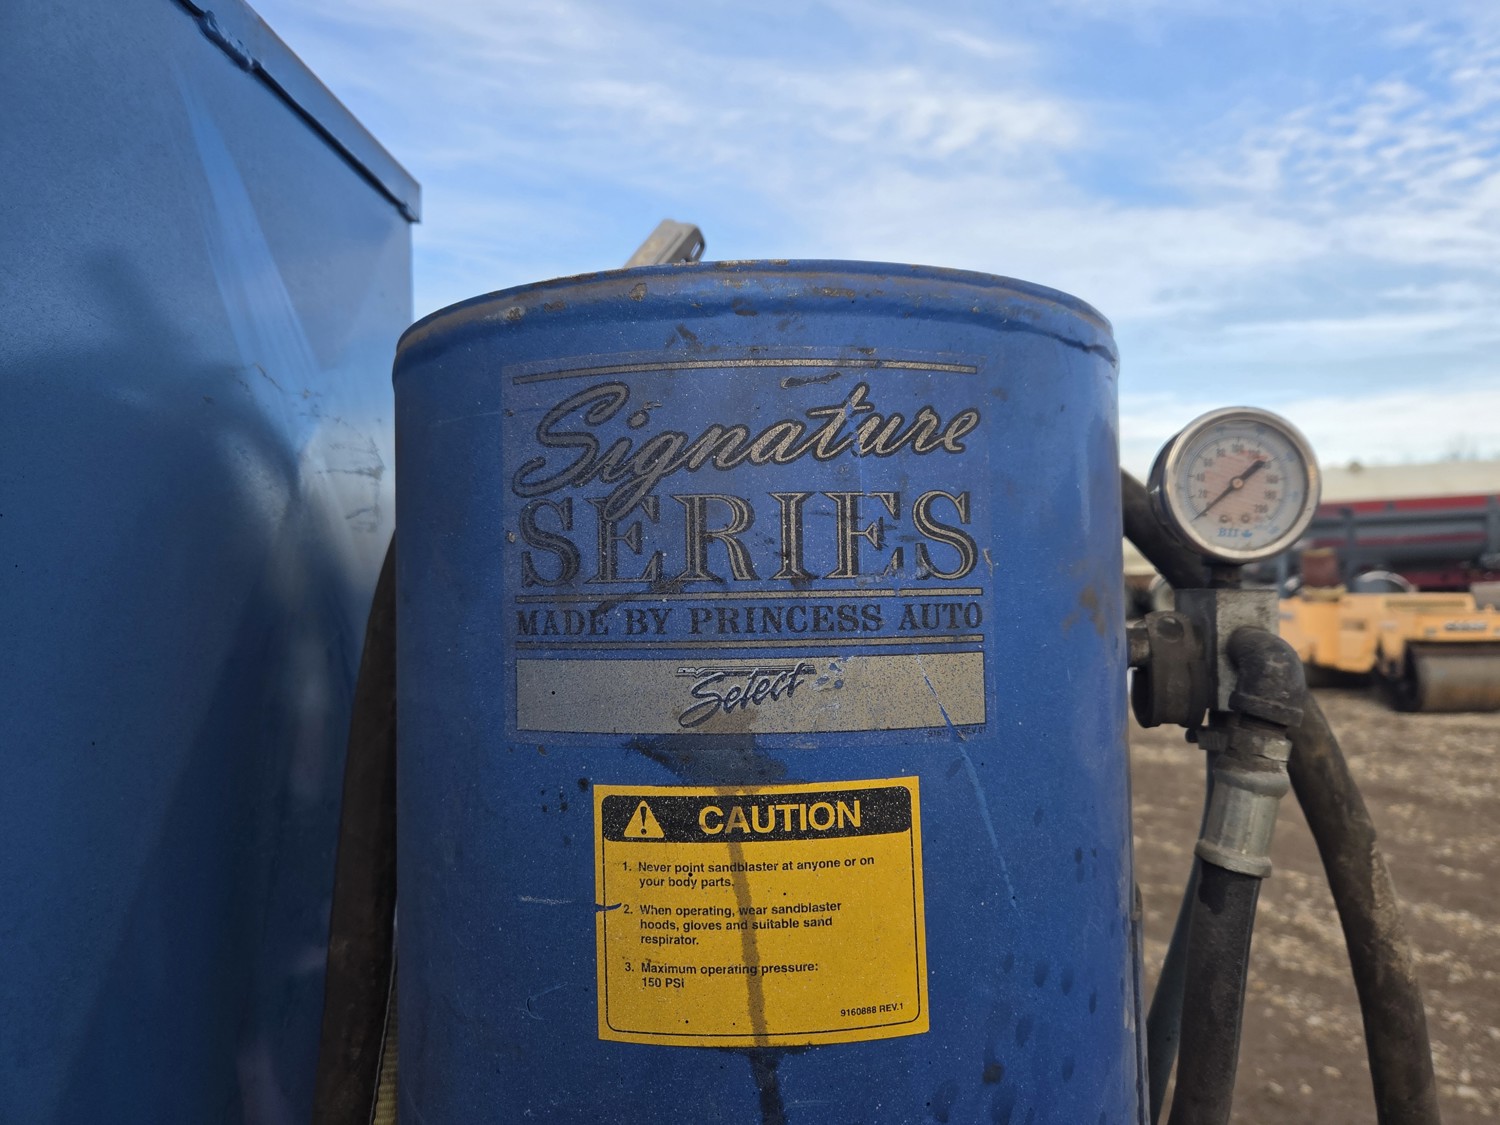 Signature
SERIES
MADE BY PRINCESS AUTO
Select
CAUTION
1. Never point sandblaster at anyone or on
your body parts.
2. When operating, wear sandblaster
hoods, gloves and suitable sand
respirator.
3. Maximum operating pressure:
150 PSI
9160888 REV.1
BII